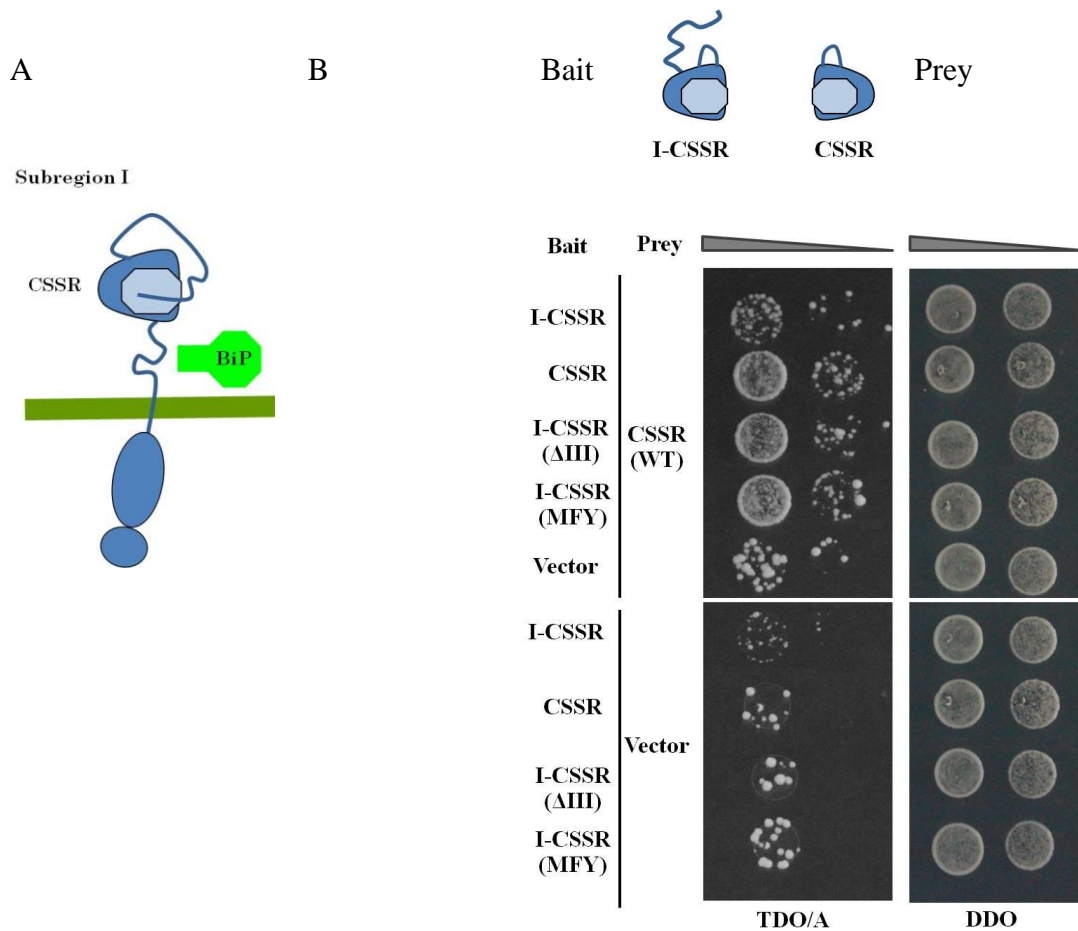 A
B
Bait
Prey
I-CSSR
CSSR
Subregion I
CSSR
BiP
Bait
Prey
I-CSSR
CSSR
I-CSSR
(ΔIII)
I-CSSR
(MFY)
Vector
CSSR
(WT)
I-CSSR
CSSR
I-CSSR
(ΔIII)
I-CSSR
(MFY)
Vector
TDO/A
DDO